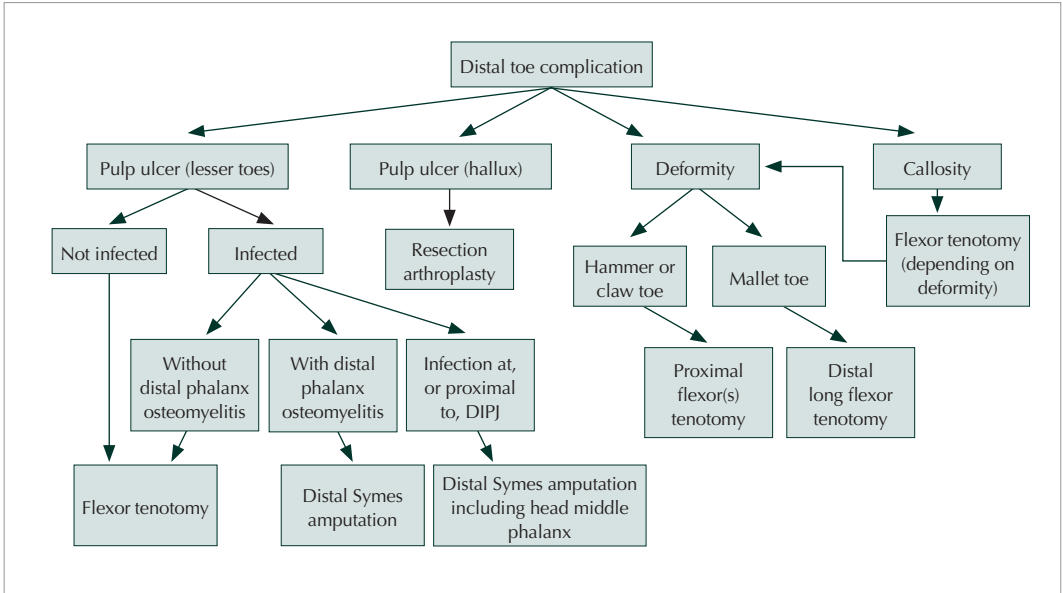 Distal toe complication
Pulp ulcer (lesser toes)
Pulp ulcer (hallux)
Deformity
Callosity
Not infected
Infected
Resection
arthroplasty
Hammer or
claw toe
Mallet toe
Flexor tenotomy
(depending on
deformity)
Without
distal phalanx
osteomyelitis
With distal
phalanx
osteomyelitis
Infection at,
or proximal
to, DIPJ
Proximal
flexor(s)
tenotomy
Distal
long flexor
tenotomy
Flexor tenotomy
Distal Symes
amputation
Distal Symes amputation
including head middle
phalanx